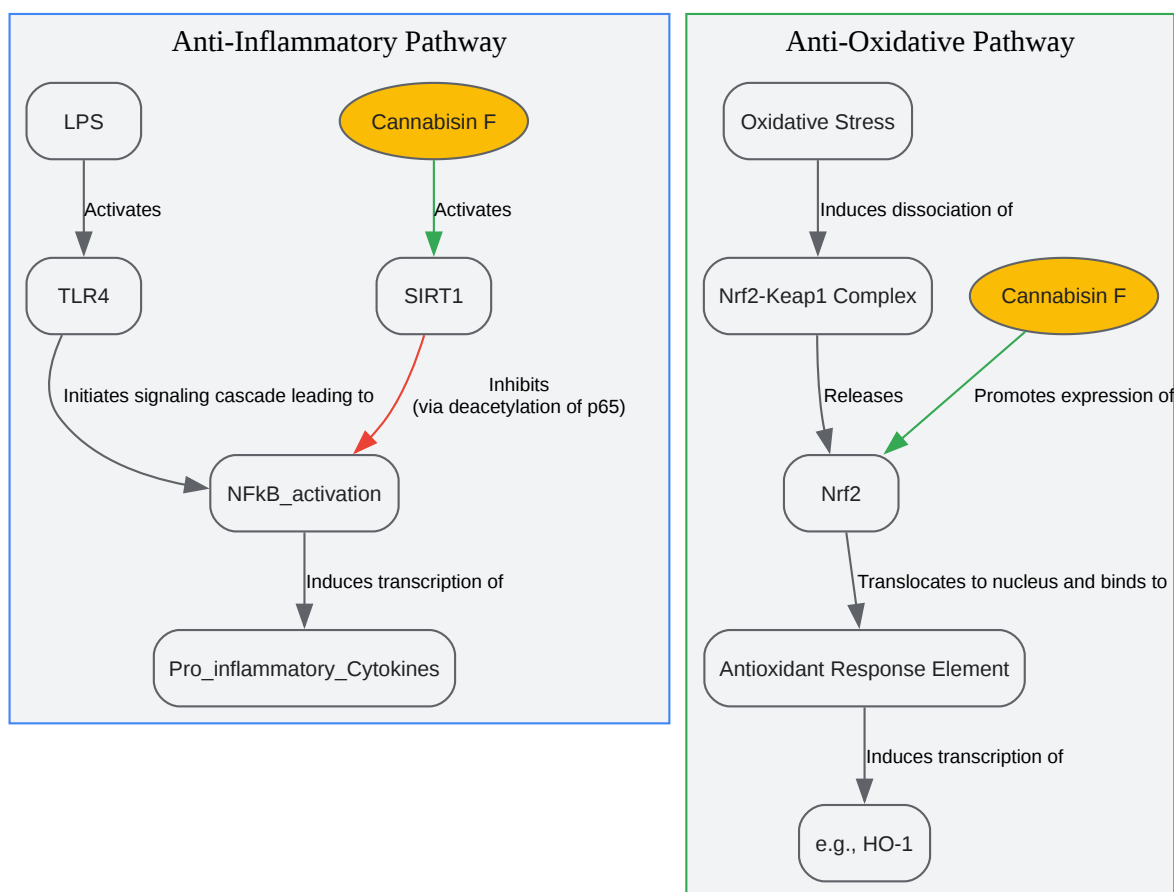 Anti-Inflammatory Pathway
LPS
Cannabisin F
Activates
Activates
TLR4
SIRT1
Initiates signaling cascade leading to
Inhibits
(via deacetylation of p65)
NFkB_activation
Induces transcription of
Pro_inflammatory_Cytokines
Anti-Oxidative Pathway
Oxidative Stress
Induces dissociation of
Nrf2-Keap1 Complex
Cannabisin F
Releases
Promotes expression of
Nrf2
Translocates to nucleus and binds to
Antioxidant Response Element
Induces transcription of
e.g., HO-1